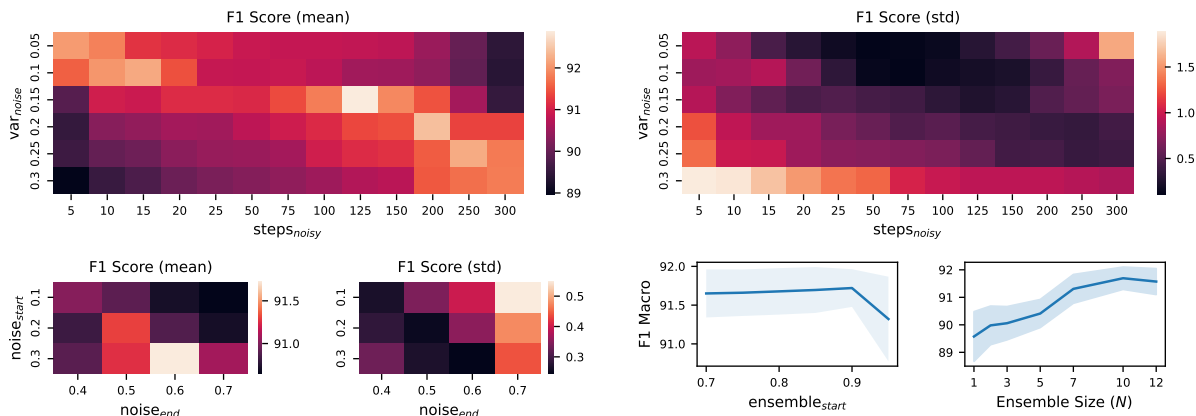 F1 Score (mean)
var_noise
0.05
0.1
0.15
0.2
0.25
0.3
5 10 15 20 25 50 75 100 125 150 200 250 300
steps_noisy
92
91
90
89
F1 Score (std)
var_noise
0.05
0.1
0.15
0.2
0.25
0.3
5 10 15 20 25 50 75 100 125 150 200 250 300
steps_noisy
1.5
1.0
0.5
F1 Score (mean)
noise_start
0.1
0.2
0.3
0.4 0.5 0.6 0.7
noise_end
91.5
91.0
F1 Score (std)
0.1
0.2
0.3
0.4 0.5 0.6 0.7
noise_end
0.5
0.4
0.3
F1 Macro
92.0
91.5
91.0
0.7 0.8 0.9
ensemble_start
92
91
90
89
1 3 5 7 10 12
Ensemble Size (N)